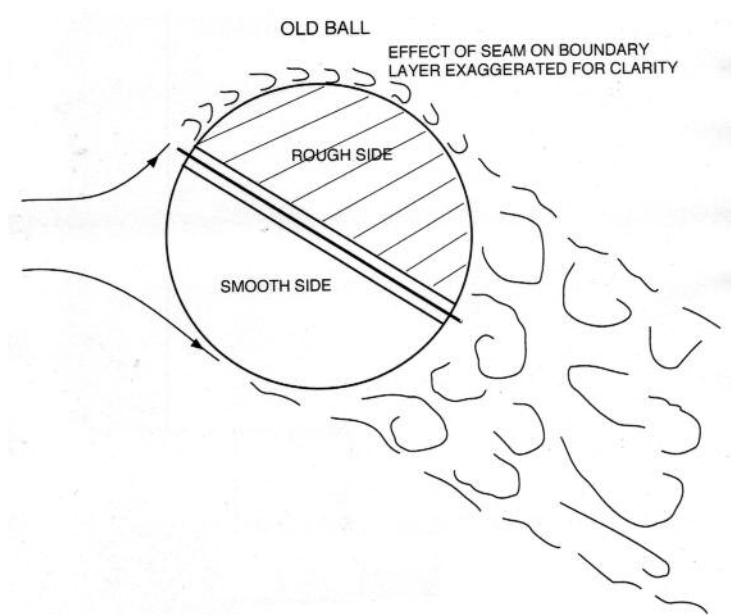 OLD BALL
EFFECT OF SEAM ON BOUNDARY
LAYER EXAGGERATED FOR CLARITY
ROUGH SIDE
SMOOTH SIDE